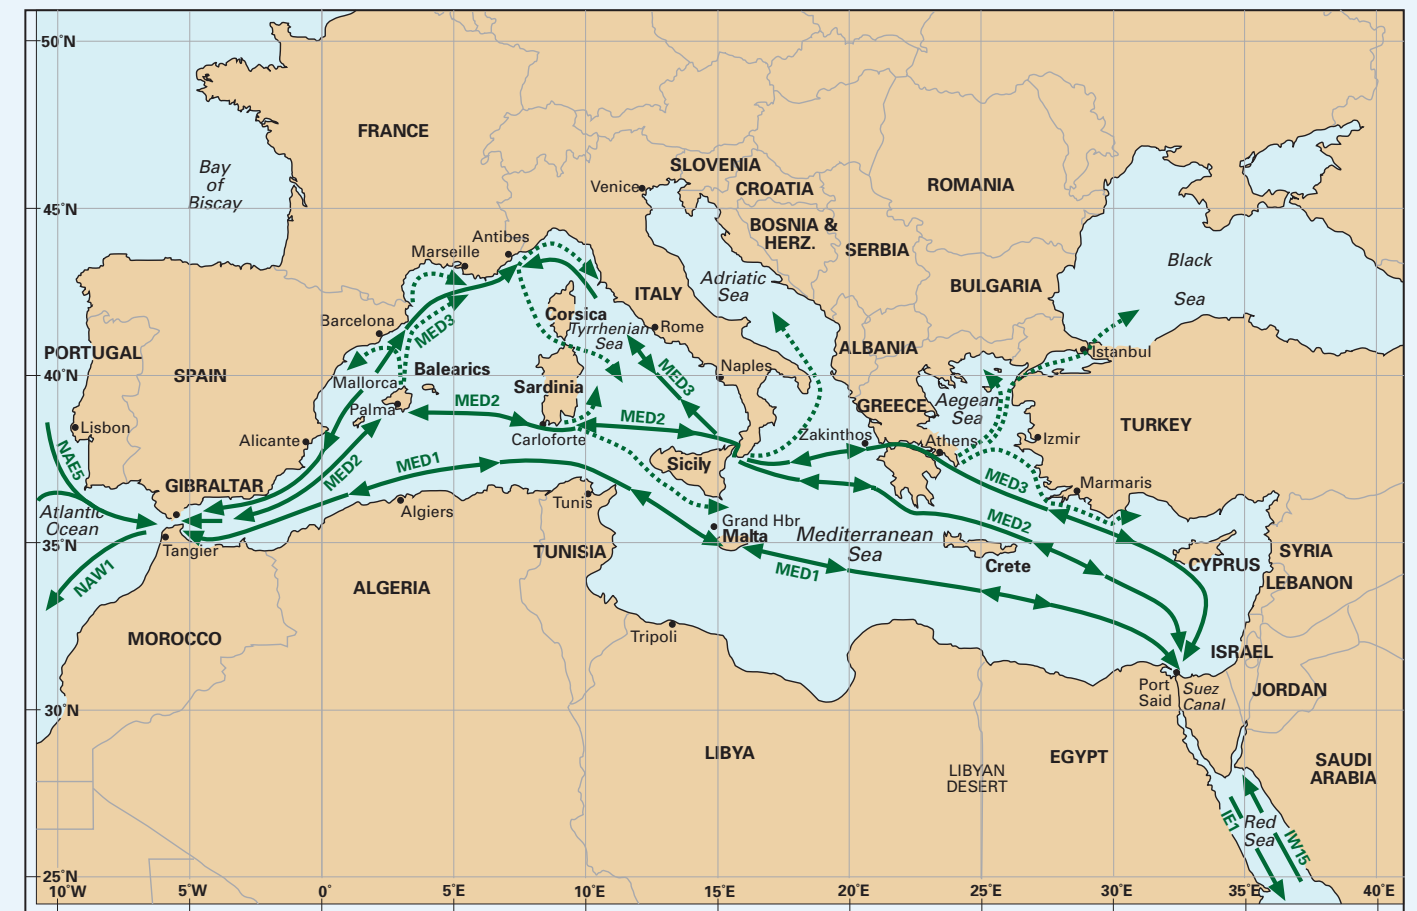 50°N
FRANCE
Bay
of
Biscay
SLOVENIA
Venice
CROATIA
ROMANIA
45°N
BOSNIA &
HERZ.
SERBIA
Antibes
Marseille
Black
Sea
Adriatic
Sea
BULGARIA
ITALY
Corsica
Barcelona
MED3
Tyrrhenian
Sea
Rome
PORTUGAL
ALBANIA
Istanbul
40°N
SPAIN
Balearics
Mallorca
Naples
MED3
Sardinia
Palma
MED2
MED2
GREECE
Aegean
Sea
TURKEY
Lisbon
Alicante
Carloforte
Zakinthos
Athens
Izmir
NAE5
MED2
MED1
Sicily
MED3
Marmaris
GIBRALTAR
Atlantic
Ocean
Algiers
Tunis
Grand Hbr
Malta
MED2
Mediterranean
Sea
35°N
Tangier
TUNISIA
SYRIA
NAW1
MED1
Crete
CYPRUS
LEBANON
ALGERIA
MOROCCO
Tripoli
ISRAEL
Port
Said
Suez
Canal
JORDAN
30°N
LIBYA
EGYPT
LIBYAN
DESERT
SAUDI
ARABIA
IE1
Red
Sea
IW15
25°N
10°W 5°W 0° 5°E 10°E 15°E 20°E 25°E 30°E 35°E 40°E